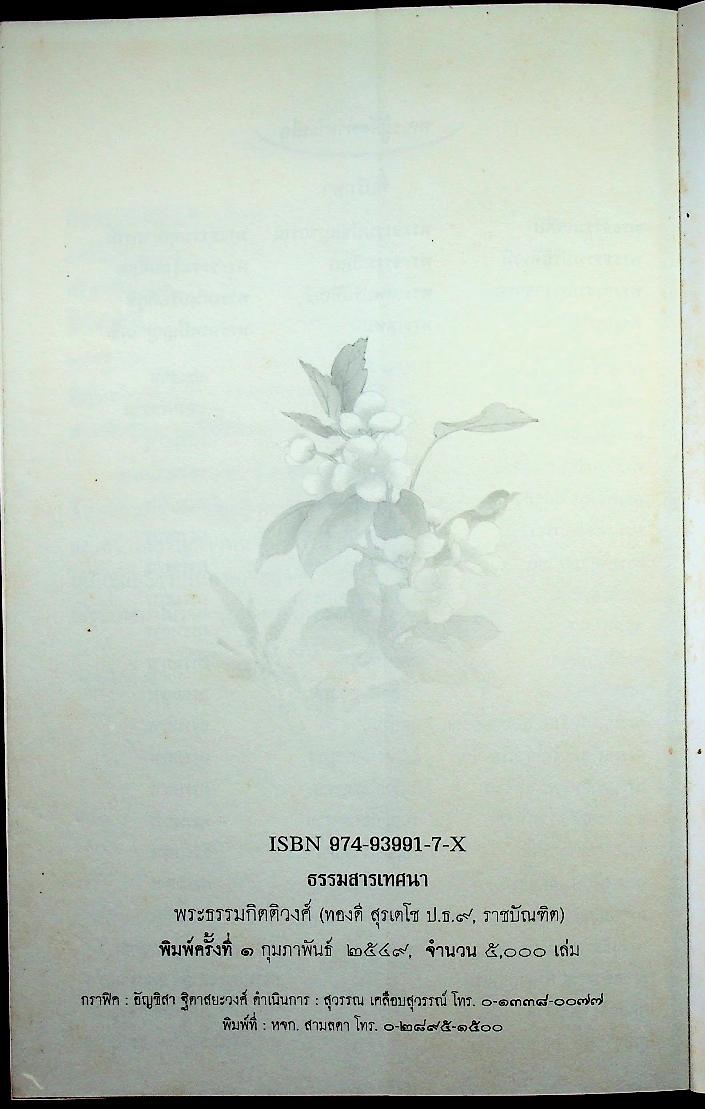 ISBN 974-93991-7-X
ธรรมสารเทศนา
พระธรรมกิตติวงศ์ (ทองดี สุรเตโช ป.ธ.๙, ราชบัณฑิต)
พิมพ์ครั้งที่ ๑ กุมภาพันธ์ ๒๕๔๙, จำนวน ๕,๐๐๐ เล่ม
กราฟิค : ธัญชิสา ฐิตาสยะวงศ์ ดำเนินการ : สุวรรณ เคลือบสุวรรณ์ โทร. ๐-๑๓๓๘-๐๐๗๗
พิมพ์ที่ : หจก. สามลดา โทร. ๐-๒๘๙๕-๑๕๐๐